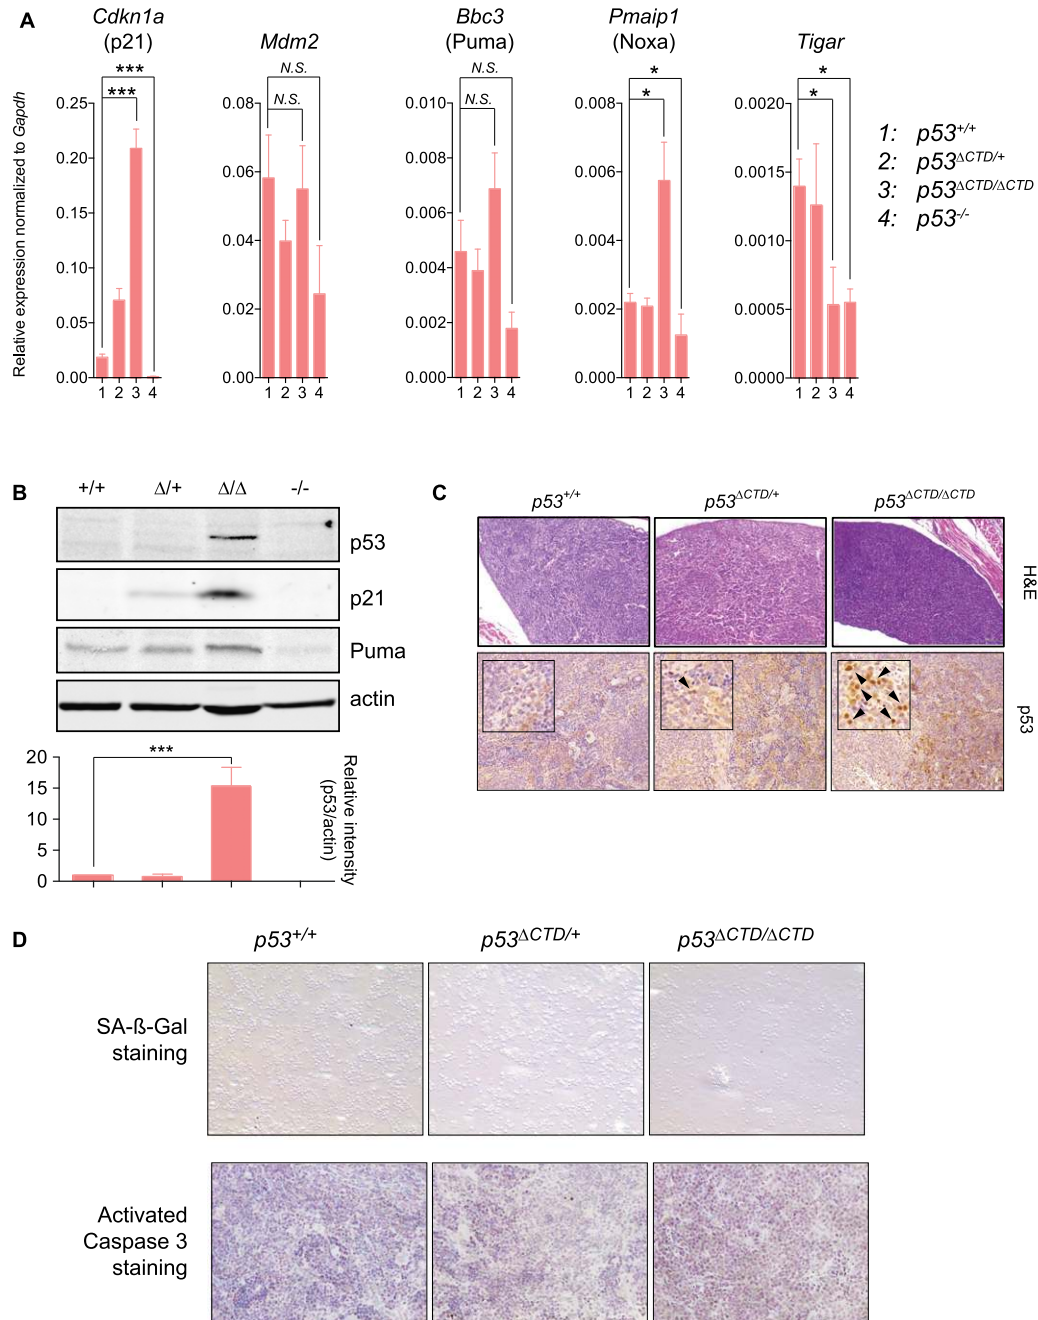 A
Cdkn1a
(p21)
Mdm2
Bbc3
(Puma)
Pmaip1
(Noxa)
Tigar
Relative expression normalized to Gapdh
***
***
0.25
0.20
0.15
0.10
0.05
0.00
1 2 3 4
N.S.
N.S.
0.08
0.06
0.04
0.02
0.00
1 2 3 4
N.S.
N.S.
0.010
0.008
0.006
0.004
0.002
0.000
1 2 3 4
*
*
0.008
0.006
0.004
0.002
0.000
1 2 3 4
*
*
0.0020
0.0015
0.0010
0.0005
0.0000
1 2 3 4
1: p53+/+
2: p53ΔCTD/+
3: p53ΔCTD/ΔCTD
4: p53-/-
B
+/+ Δ/+ Δ/Δ -/-
p53
p21
Puma
actin
***
20
15
10
5
0
Relative intensity
(p53/actin)
C
p53+/+ p53ΔCTD/+ p53ΔCTD/ΔCTD
H&E
p53
D
p53+/+ p53ΔCTD/+ p53ΔCTD/ΔCTD
SA-ß-Gal
staining
Activated
Caspase 3
staining